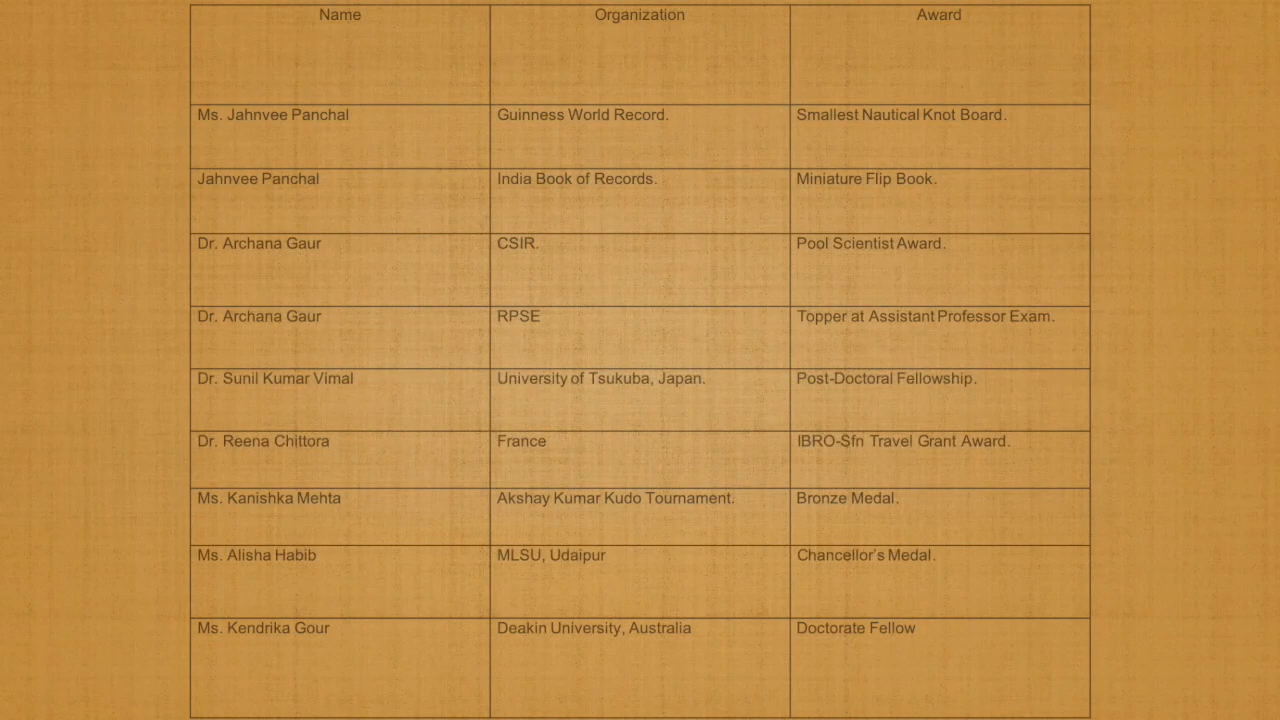 Name Organization Award
Ms. Jahnvee Panchal Guinness World Record. Smallest Nautical Knot Board.
Jahnvee Panchal India Book of Records. Miniature Flip Book.
Dr. Archana Gaur CSIR. Pool Scientist Award.
Dr. Archana Gaur RPSE Topper at Assistant Professor Exam.
Dr. Sunil Kumar Vimal University of Tsukuba, Japan. Post-Doctoral Fellowship.
Dr. Reena Chittora France IBRO-Sfn Travel Grant Award.
Ms. Kanishka Mehta Akshay Kumar Kudo Tournament. Bronze Medal.
Ms. Alisha Habib MLSU, Udaipur Chancellor's Medal.
Ms. Kendrika Gour Deakin University, Australia Doctorate Fellow